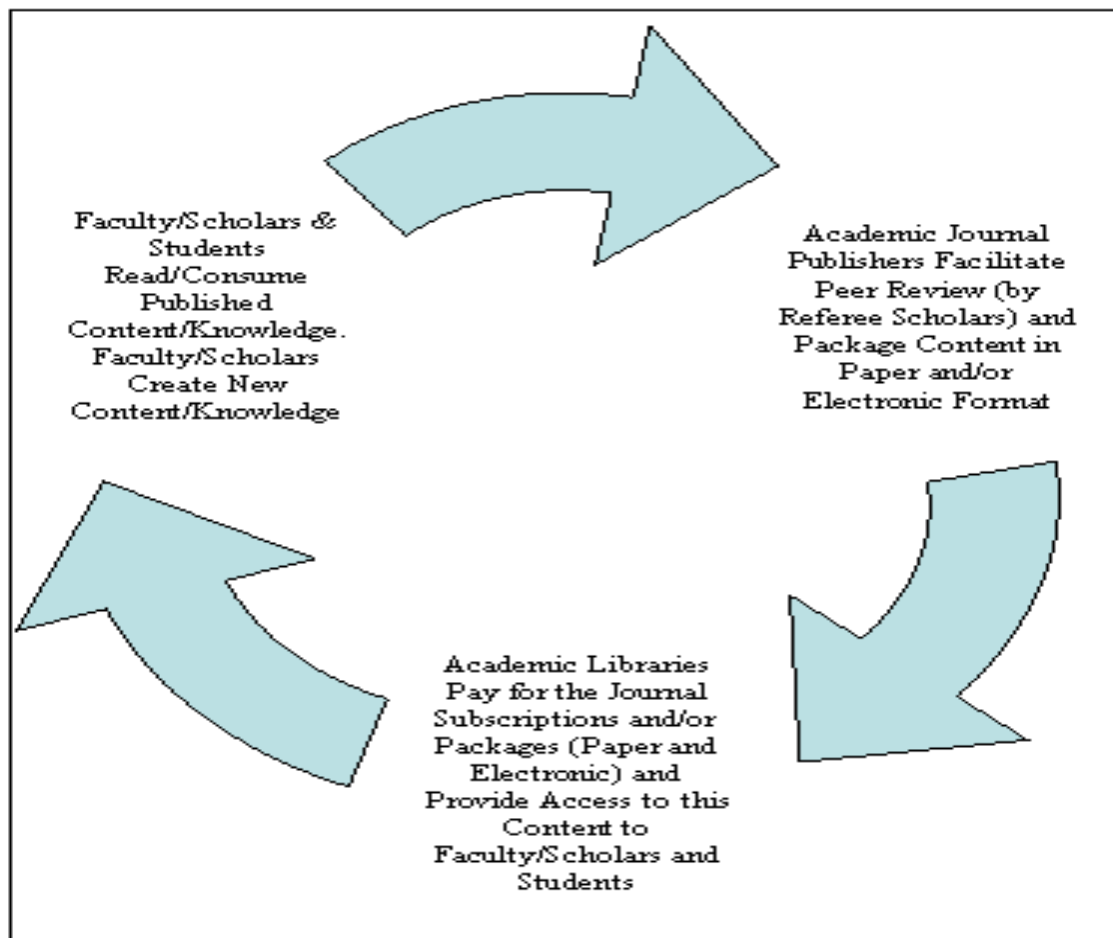 Faculty/Scholars &
Students
Read/Consume
Published
Content/Knowledge.
Faculty/Scholars
Create New
Content/Knowledge
Academic Journal
Publishers Facilitate
Peer Review (by
Referee Scholars) and
Package Content in
Paper and/or
Electronic Format
Academic Libraries
Pay for the Journal
Subscriptions and/or
Packages (Paper and
Electronic) and
Provide Access to this
Content to
Faculty/Scholars and
Students